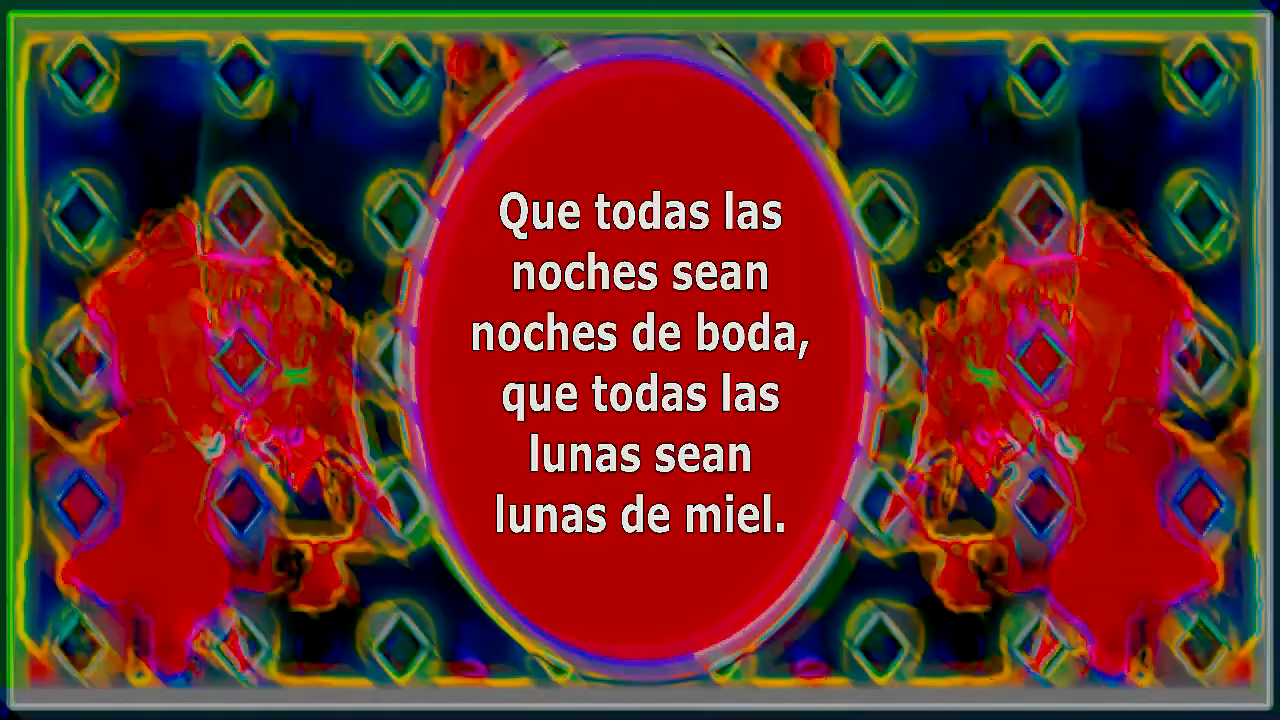 Que todas las
noches sean
noches de boda,
que todas las
lunas sean
lunas de miel.